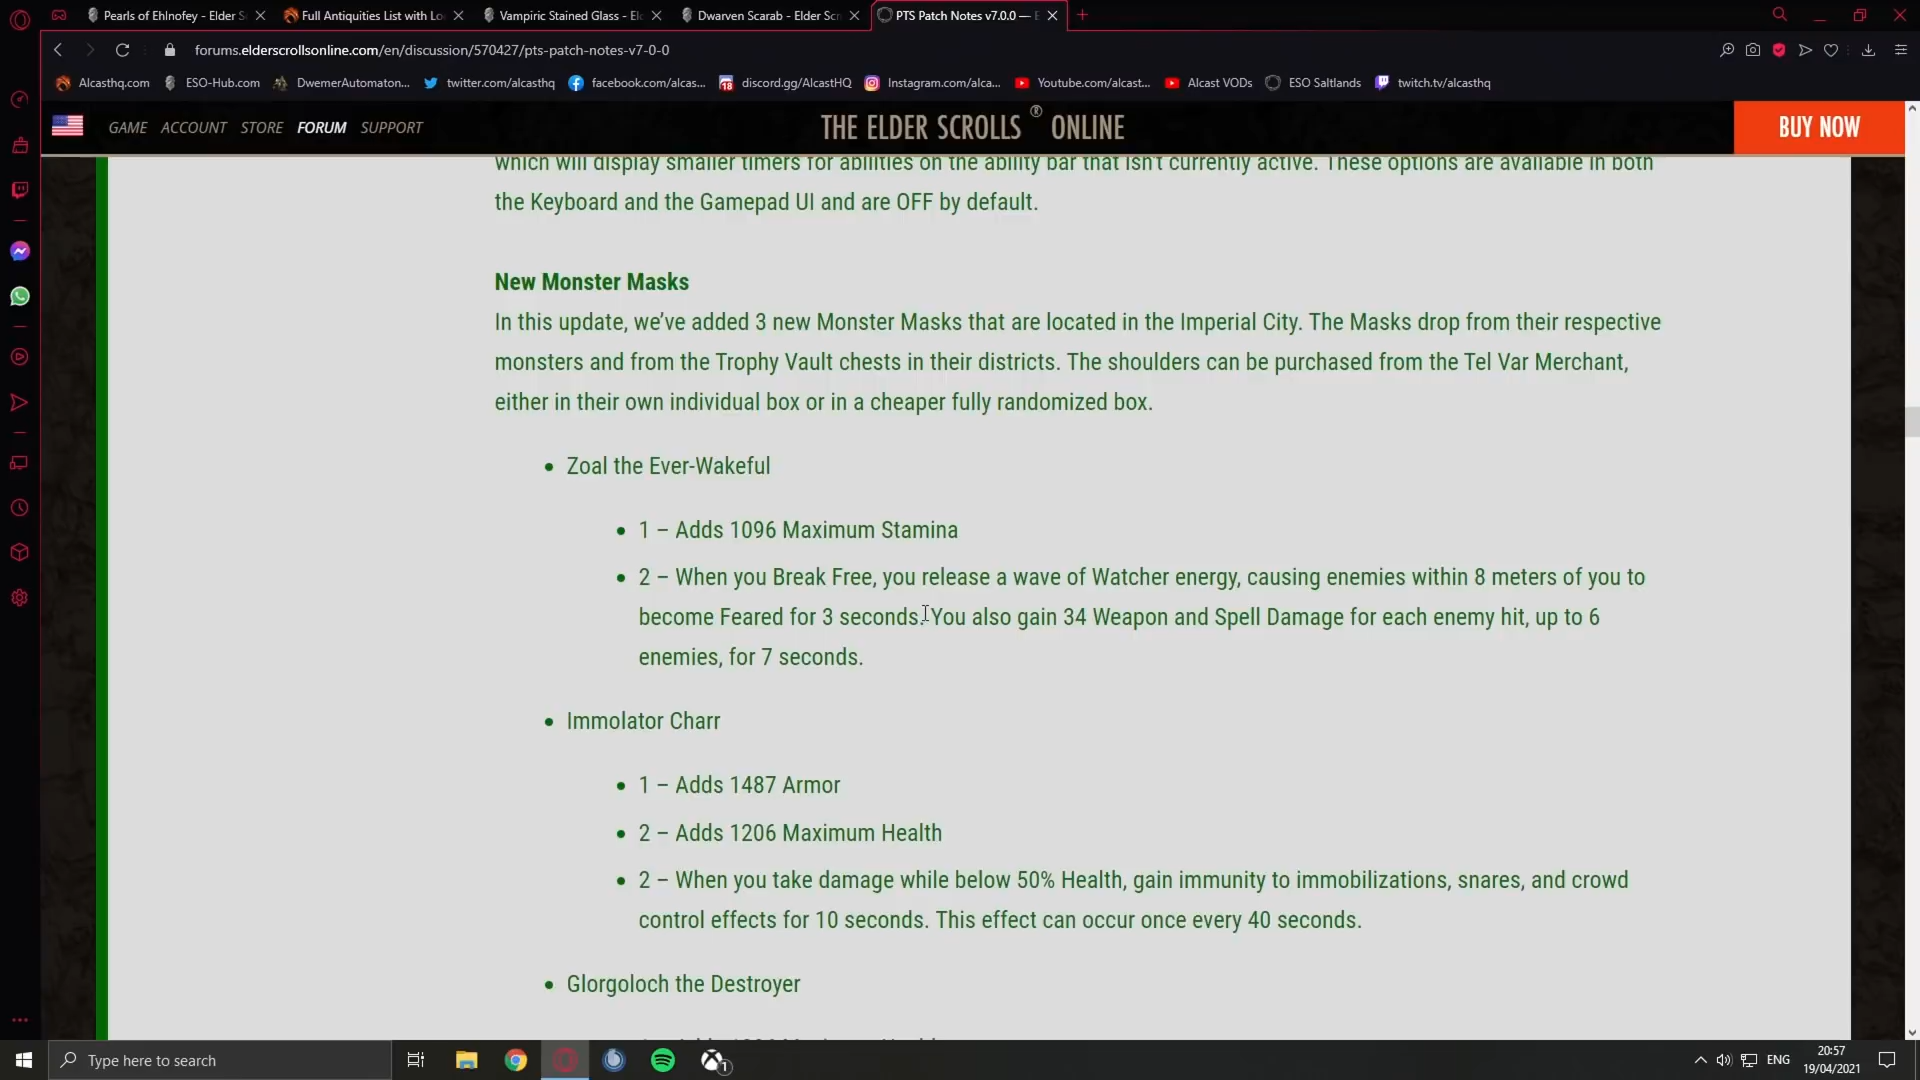 Pearls of Ehlnofey - Elder S
Full Antiquities List with Lo
Vampiric Stained Glass - El
Dwarven Scarab - Elder Scr
PTS Patch Notes v7.0.0 — E
forums.elderscrollsonline.com/en/discussion/570427/pts-patch-notes-v7-0-0
Alcasthq.com
ESO-Hub.com
DwemerAutomaton...
twitter.com/alcasthq
facebook.com/alcas...
18
discord.gg/AlcastHQ
Instagram.com/alca...
Youtube.com/alcast...
Alcast VODs
ESO Saltlands
twitch.tv/alcasthq
GAME ACCOUNT STORE FORUM SUPPORT
THE ELDER SCROLLS ® ONLINE
BUY NOW
which will display smaller timers for abilities on the ability bar that isn't currently active. These options are available in both
the Keyboard and the Gamepad UI and are OFF by default.
New Monster Masks
In this update, we’ve added 3 new Monster Masks that are located in the Imperial City. The Masks drop from their respective
monsters and from the Trophy Vault chests in their districts. The shoulders can be purchased from the Tel Var Merchant,
either in their own individual box or in a cheaper fully randomized box.
• Zoal the Ever-Wakeful
• 1 – Adds 1096 Maximum Stamina
• 2 – When you Break Free, you release a wave of Watcher energy, causing enemies within 8 meters of you to
become Feared for 3 seconds. You also gain 34 Weapon and Spell Damage for each enemy hit, up to 6
enemies, for 7 seconds.
• Immolator Charr
• 1 – Adds 1487 Armor
• 2 – Adds 1206 Maximum Health
• 2 – When you take damage while below 50% Health, gain immunity to immobilizations, snares, and crowd
control effects for 10 seconds. This effect can occur once every 40 seconds.
• Glorgoloch the Destroyer
Type here to search
1
ENG
20:57
19/04/2021